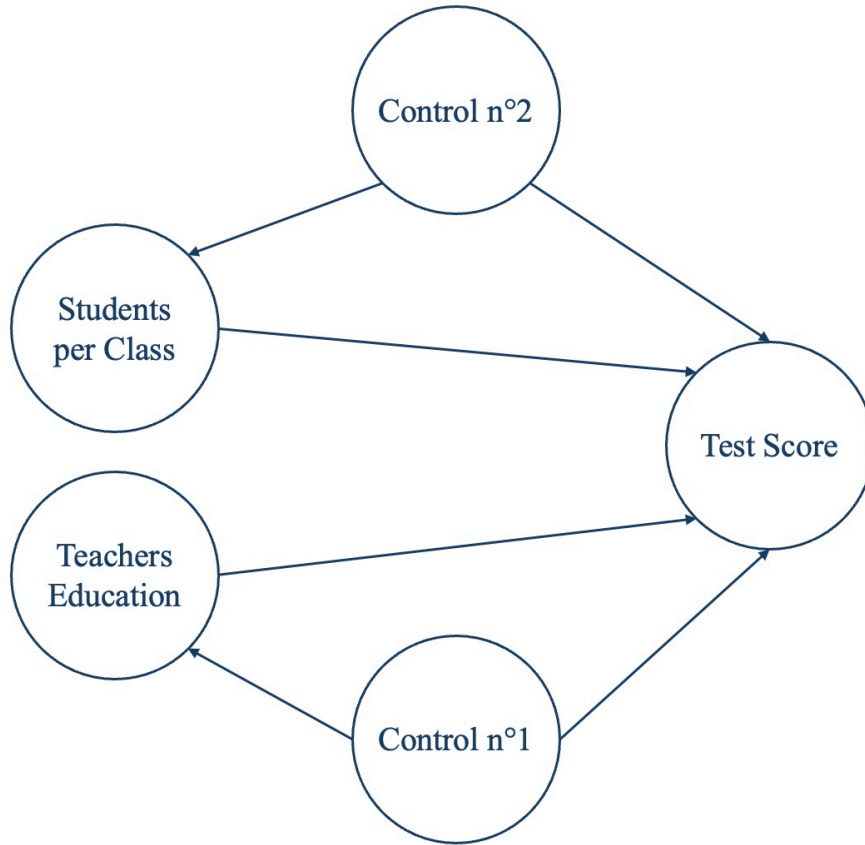 Control n°2
Students
per Class
Test Score
Teachers
Education
Control n°1